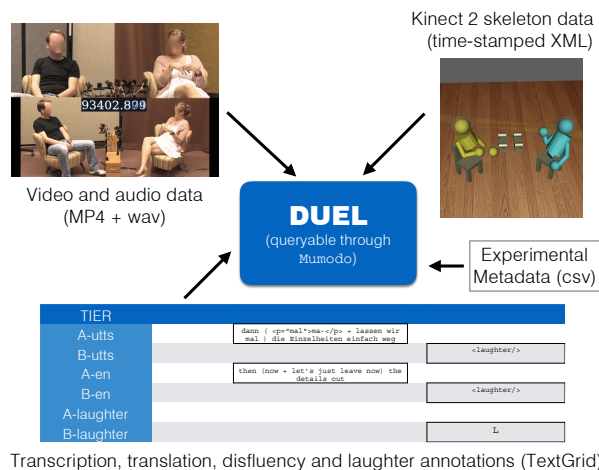 Kinect 2 skeleton data
(time-stamped XML)
Video and audio data
(MP4 + wav)
DUEL
(queryable through
Mumodo)
Experimental
Metadata (csv)
TIER
A-utts
dann ( <p="mal">ma-</p> + lassen wir
mal ) die Einzelheiten einfach weg
B-utts
<laughter/>
A-en
then (now + let's just leave now) the
details out
B-en
<laughter/>
A-laughter
B-laughter
L
Transcription, translation, disfluency and laughter annotations (TextGrid)